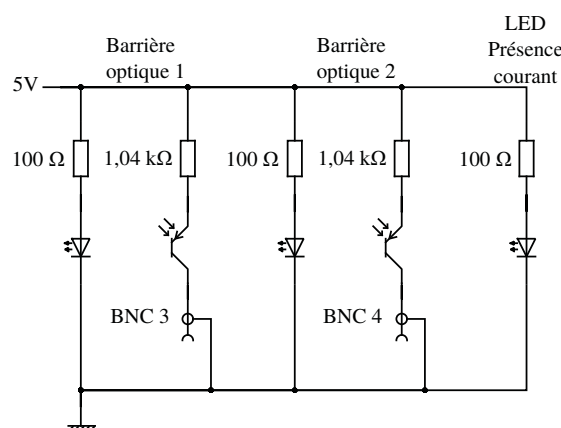 LED
Présence
courant
Barrière
optique 1
Barrière
optique 2
5V
100 Ω
1,04 kΩ
100 Ω
1,04 kΩ
100 Ω
BNC 3
BNC 4